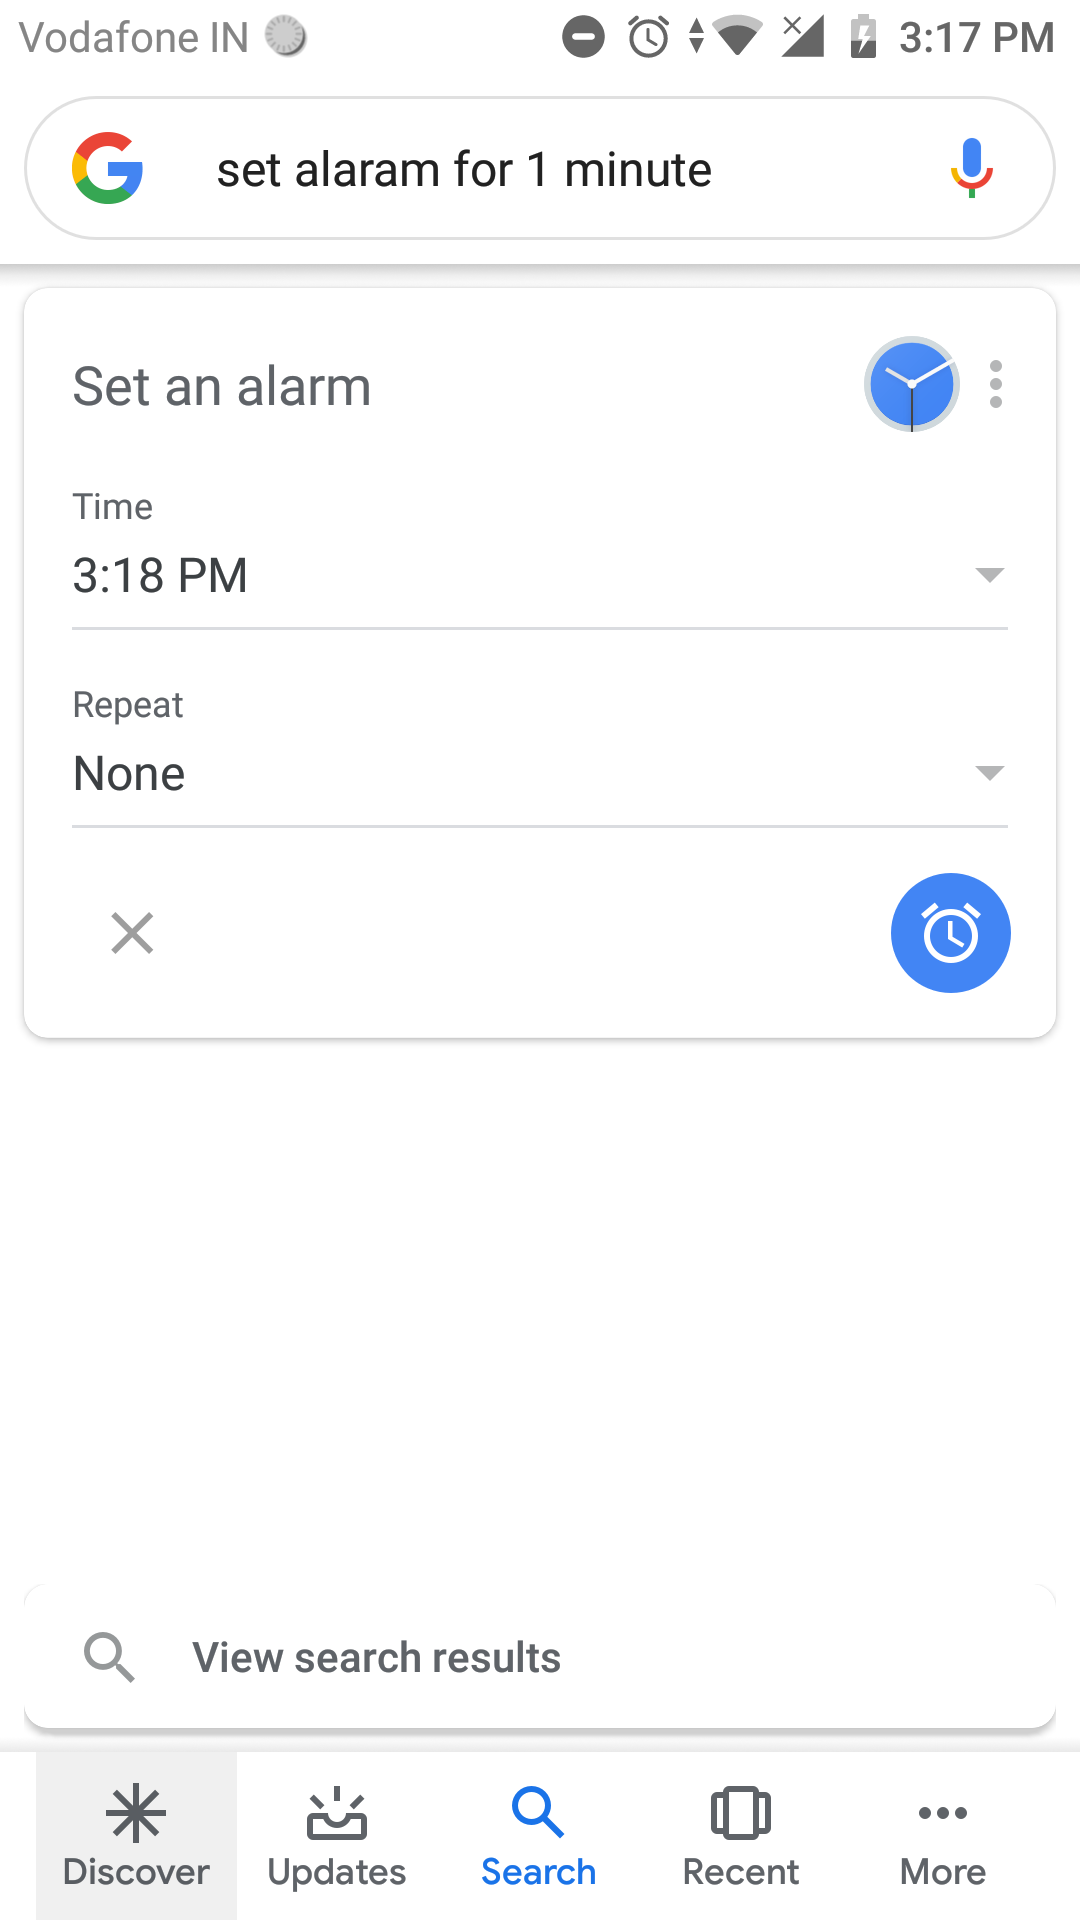 Vodafone IN 3:17 PM
set alaram for 1 minute
Set an alarm
Time
3:18 PM
Repeat
None
View search results
Discover Updates Search Recent More